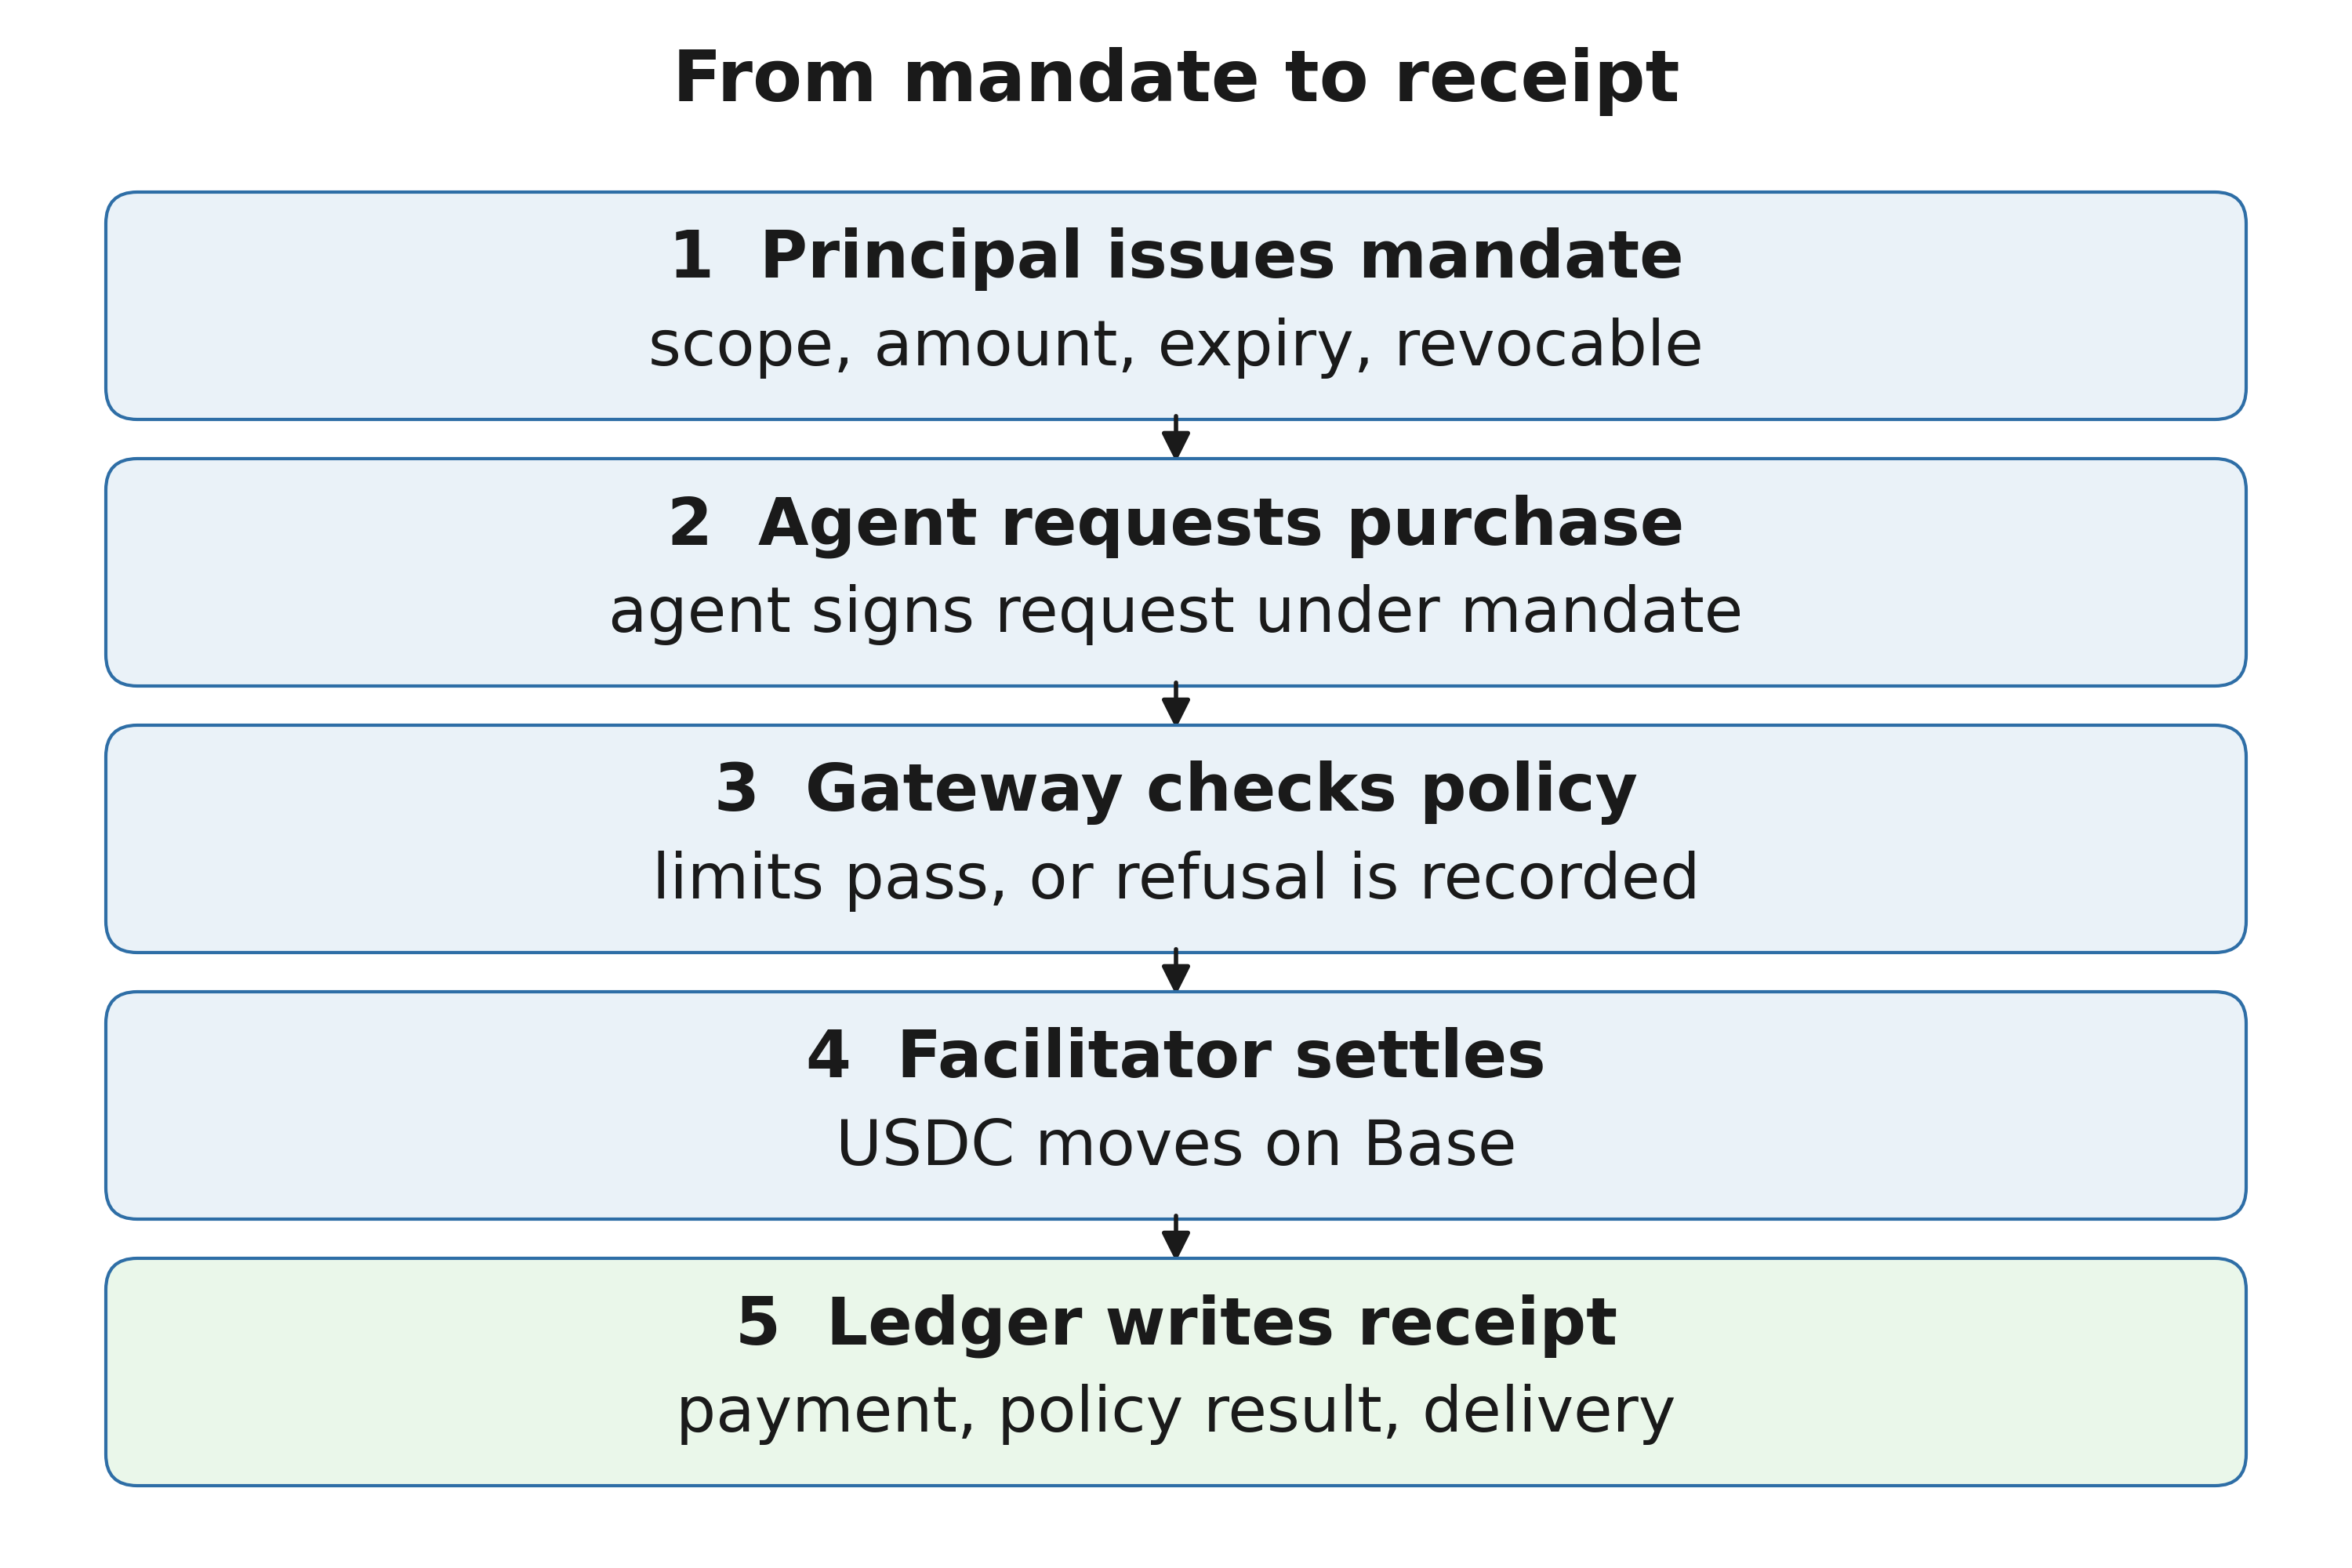 From mandate to receipt
1 Principal issues mandate
scope, amount, expiry, revocable
2 Agent requests purchase
agent signs request under mandate
3 Gateway checks policy
limits pass, or refusal is recorded
4 Facilitator settles
USDC moves on Base
5 Ledger writes receipt
payment, policy result, delivery